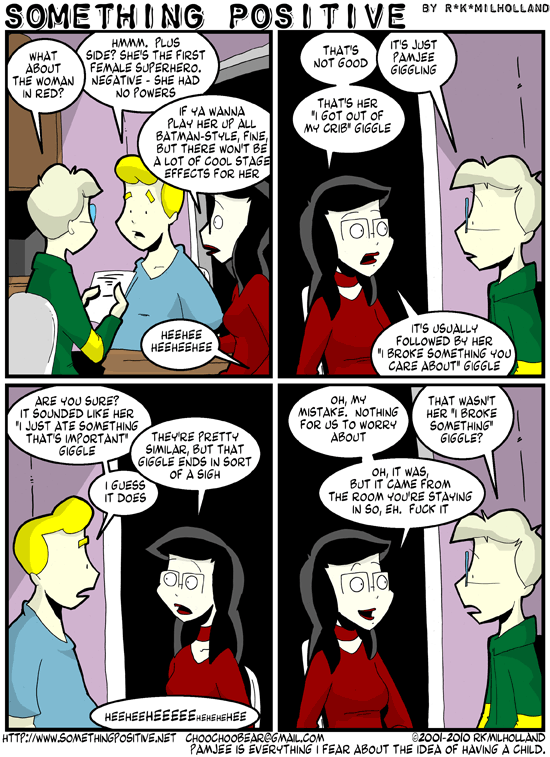 SOMETHING POSITIVE
BY R*K*MILHOLLAND
WHAT
ABOUT
THE WOMAN
IN RED?
HMMM. PLUS
SIDE? SHE'S THE FIRST
FEMALE SUPERHERO.
NEGATIVE - SHE HAD
NO POWERS
IF YA WANNA
PLAY HER UP ALL
BATMAN-STYLE, FINE,
BUT THERE WON'T BE
A LOT OF COOL STAGE
EFFECTS FOR HER
HEEHEE
HEEHEEHEE
THAT'S
NOT GOOD
IT'S JUST
PAMJEE
GIGGLING
THAT'S HER
"I GOT OUT OF
MY CRIB" GIGGLE
IT'S USUALLY
FOLLOWED BY HER
"I BROKE SOMETHING YOU
CARE ABOUT" GIGGLE
ARE YOU SURE?
IT SOUNDED LIKE HER
"I JUST ATE SOMETHING
THAT'S IMPORTANT"
GIGGLE
THEY'RE PRETTY
SIMILAR, BUT THAT
GIGGLE ENDS IN SORT
OF A SIGH
I GUESS
IT DOES
HEEHEEHEEEEEHEHEHEHEE
OH, MY
MISTAKE. NOTHING
FOR US TO WORRY
ABOUT
THAT WASN'T
HER "I BROKE
SOMETHING"
GIGGLE?
OH, IT WAS,
BUT IT CAME FROM
THE ROOM YOU'RE STAYING
IN SO, EH. FUCK IT
HTTP://WWW.SOMETHINGPOSITIVE.NET CHOOCHOOBEAR@GMAIL.COM ©2001-2010 RKMILHOLLAND
PAMJEE IS EVERYTHING I FEAR ABOUT THE IDEA OF HAVING A CHILD.